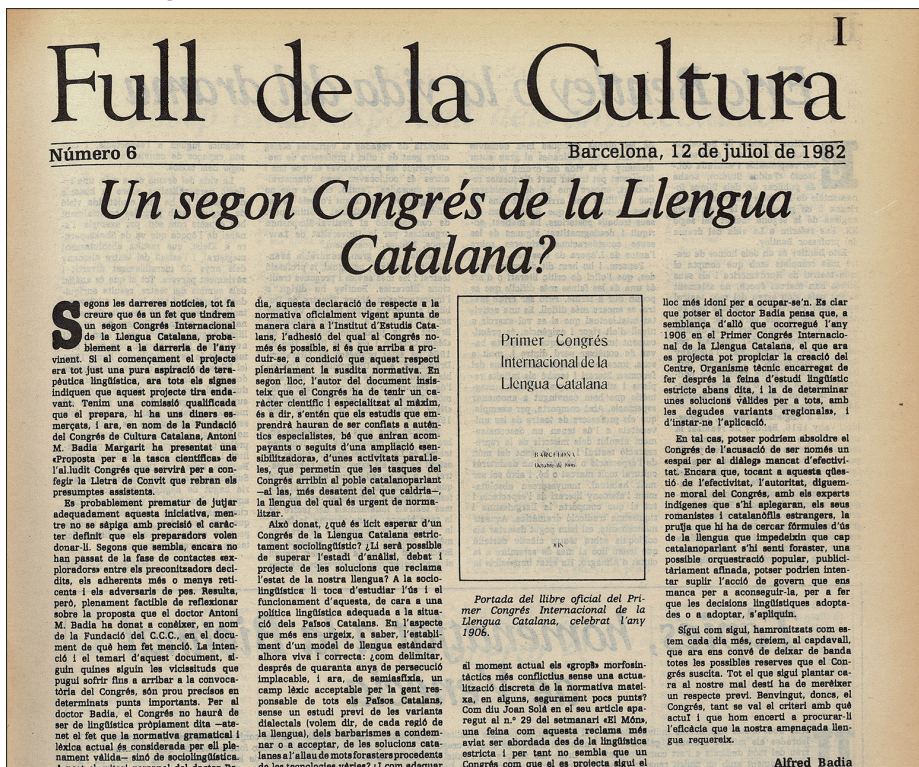 I
Full de la Cultura
Número 6
Barcelona, 12 de juliol de 1982
Un segon Congrés de la Llengua
Catalana?
Segons les darreres notícies, tot fa
creure que és un fet que tindrem
un segon Congrés Internacional
de la Llengua Catalana, proba-
blement a la darreria de l'any
vinent. Si al començament el projecte
era tot just una pura aspiració de tera-
pèutica lingüística, ara tots els signes
indiquen que aquest projecte tira enda-
vant. Tenim una comissió qualificada
que el prepara, hi ha uns diners es-
merçats, i ara, en nom de la Fundació
del Congrés de Cultura Catalana, Antoni
M. Badia Margarit ha presentat una
«Proposta per a la tasca científica» de
l'al.ludit Congrés que servirà per a con-
fegir la Lletra de Convit que rebran els
presumptes assistents.
Es probablement prematur de jutjar
adequadament aquesta iniciativa, men-
tre no se sàpiga amb precisió el caràc-
ter definit que els preparadors volen
donar-li. Segons que sembla, encara no
han passat de la fase de contactes «ex-
ploradors» entre els preconitzadors deci-
dits, els adherents més o menys reti-
cents i els adversaris de pes. Resulta,
però, plenament factible de reflexionar
sobre la proposta que el doctor Antoni
M. Badia ha donat a conèixer, en nom
de la Fundació del C.C.C., en el docu-
ment de què hem fet menció. La inten-
ció i el temari d'aquest document, si-
guin quines siguin les vicissituds que
pugui sofrir fins a arribar a la convoca-
tòria del Congrés, són prou precisos en
determinats punts importants. Per al
doctor Badia, el Congrés no haurà de
ser de lingüística pròpiament dita —ate-
net el fet que la normativa gramatical i
lèxica actual és considerada per ell ple-
nament vàlida— sinó de sociolingüística.
dia, aquesta declaració de respecte a la
normativa oficialment vigent apunta de
manera clara a l'Institut d'Estudis Cata-
lans, l'adhesió del qual al Congrés no-
més és possible, si és que arriba a pro-
duir-se, a condició que aquest respecti
plenàriament la susdita normativa. En
segon lloc, l'autor del document insis-
teix que el Congrés ha de tenir un ca-
ràcter científic i especialitzat al màxim,
és a dir, s'entén que els estudis que em-
prendrà hauran de ser confiats a autèn-
tics especialistes, bé que aniran acom-
panyats o seguits d'una ampliació «sen-
sibilitzadora», d'unes activitats paral.le-
les, que permetin que les tasques del
Congrés arribin al poble catalanoparlant
—al las, més desatent del que caldria—,
la llengua del qual és urgent de norma-
litzar.
Això donat, ¿què és lícit esperar d'un
Congrés de la Llengua Catalana estric-
tament sociolingüístic? ¿Li serà possible
de superar l'estadi d'anàlisi, debat i
projecte de les solucions que reclama
l'estat de la nostra llengua? A la socio-
lingüística li toca d'estudiar l'ús i el
funcionament d'aquesta, de cara a una
política lingüística adequada a la situa-
ció dels Països Catalans. En l'aspecte
que més ens urgeix, a saber, l'establi-
ment d'un model de llengua estàndard
alhora viva i correcta: ¿com delimitar,
després de quaranta anys de persecució
implacable, i ara, de semiasfíxia, un
camp lèxic acceptable per la gent res-
ponsable de tots els Països Catalans,
sense un estudi previ de les variants
dialectals (volem dir, de cada regió de
la llengua), dels barbarismes a condem-
nar o a acceptar, de les solucions cata-
lanes a l'allau de mots forasters procedents
de les tecnologies vàries? ¿I com adequar
Primer Congrés
Internacional de la
Llengua Catalana
BARCELONA
Octubre de 1906
Portada del llibre oficial del Pri-
mer Congrés Internacional de la
Llengua Catalana, celebrat l'any
1906.
al moment actual els «grops» morfosin-
tàctics més conflictius sense una actua-
lització discreta de la normativa matei-
xa, en alguns, segurament pocs punts?
Com diu Joan Solà en el seu article apa-
regut al n.º 29 del setmanari «El Món»,
una feina com aquesta reclama més
aviat ser abordada des de la lingüística
estricta i per tant no sembla que un
Congrés com el que es projecta sigui el
lloc més idoni per a ocupar-se'n. Es clar
que potser el doctor Badia pensa que, a
semblança d'allò que ocorregué l'any
1906 en el Primer Congrés Internacio-
nal de la Llengua Catalana, el que ara
es projecta pot propiciar la creació del
Centre, Organisme tècnic encarregat de
fer després la feina d'estudi lingüístic
estricte abans dita, i la de determinar
unes solucions vàlides per a tots, amb
les degudes variants «regionals», i
d'instar-ne l'aplicació.
En tal cas, potser podríem absoldre el
Congrés de l'acusació de ser només un
«espai per al diàleg» mancat d'efectivi-
tat. Encara que, tocant a aquesta qües-
tió de l'efectivitat, l'autoritat, diguem-
ne moral del Congrés, amb els experts
indígenes que s'hi aplegaran, els seus
romanistes i catalanòfils estrangers, la
pruïja que hi ha de cercar fórmules d'ús
de la llengua que impedeixin que cap
catalanoparlant s'hi senti foraster, una
possible orquestració popular, publici-
tàriament afinada, potser podrien inten-
tar suplir l'acció de govern que ens
manca per a aconseguir-la, per a fer
que les decisions lingüístiques adopta-
des o a adoptar, s'apliquin.
Sigui com sigui, hamronitzats com es-
tem cada dia més, creiem, al capdavall,
que ara ens convé de deixar de banda
totes les possibles reserves que el Con-
grés suscita. Tot el que sigui plantar ca-
ra al nostre mal destí ha de merèixer
un respecte previ. Benvingut, doncs, el
Congrés, tant se val el criteri amb què
actuï i que hom encerti a procurar-li
l'eficàcia que la nostra amenaçada llen-
gua requereix.
Alfred Badia